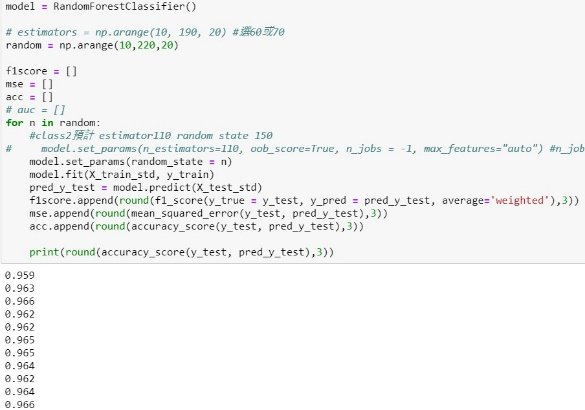 model = RandomForestClassifier()
# estimators = np.arange(10, 190, 20) #選60或70
random = np.arange(10,220,20)
f1score = []
mse = []
acc = []
# auc = []
for n in random:
#class2預計 estimator110 random state 150
# model.set_params(n_estimators=110, oob_score=True, n_jobs = -1, max_features="auto") #n_job
model.set_params(random_state = n)
model.fit(X_train_std, y_train)
pred_y_test = model.predict(X_test_std)
f1score.append(round(f1_score(y_true = y_test, y_pred = pred_y_test, average='weighted'),3))
mse.append(round(mean_squared_error(y_test, pred_y_test),3))
acc.append(round(accuracy_score(y_test, pred_y_test),3))
print(round(accuracy_score(y_test, pred_y_test),3))
0.959
0.963
0.966
0.962
0.962
0.965
0.965
0.964
0.962
0.964
0.966